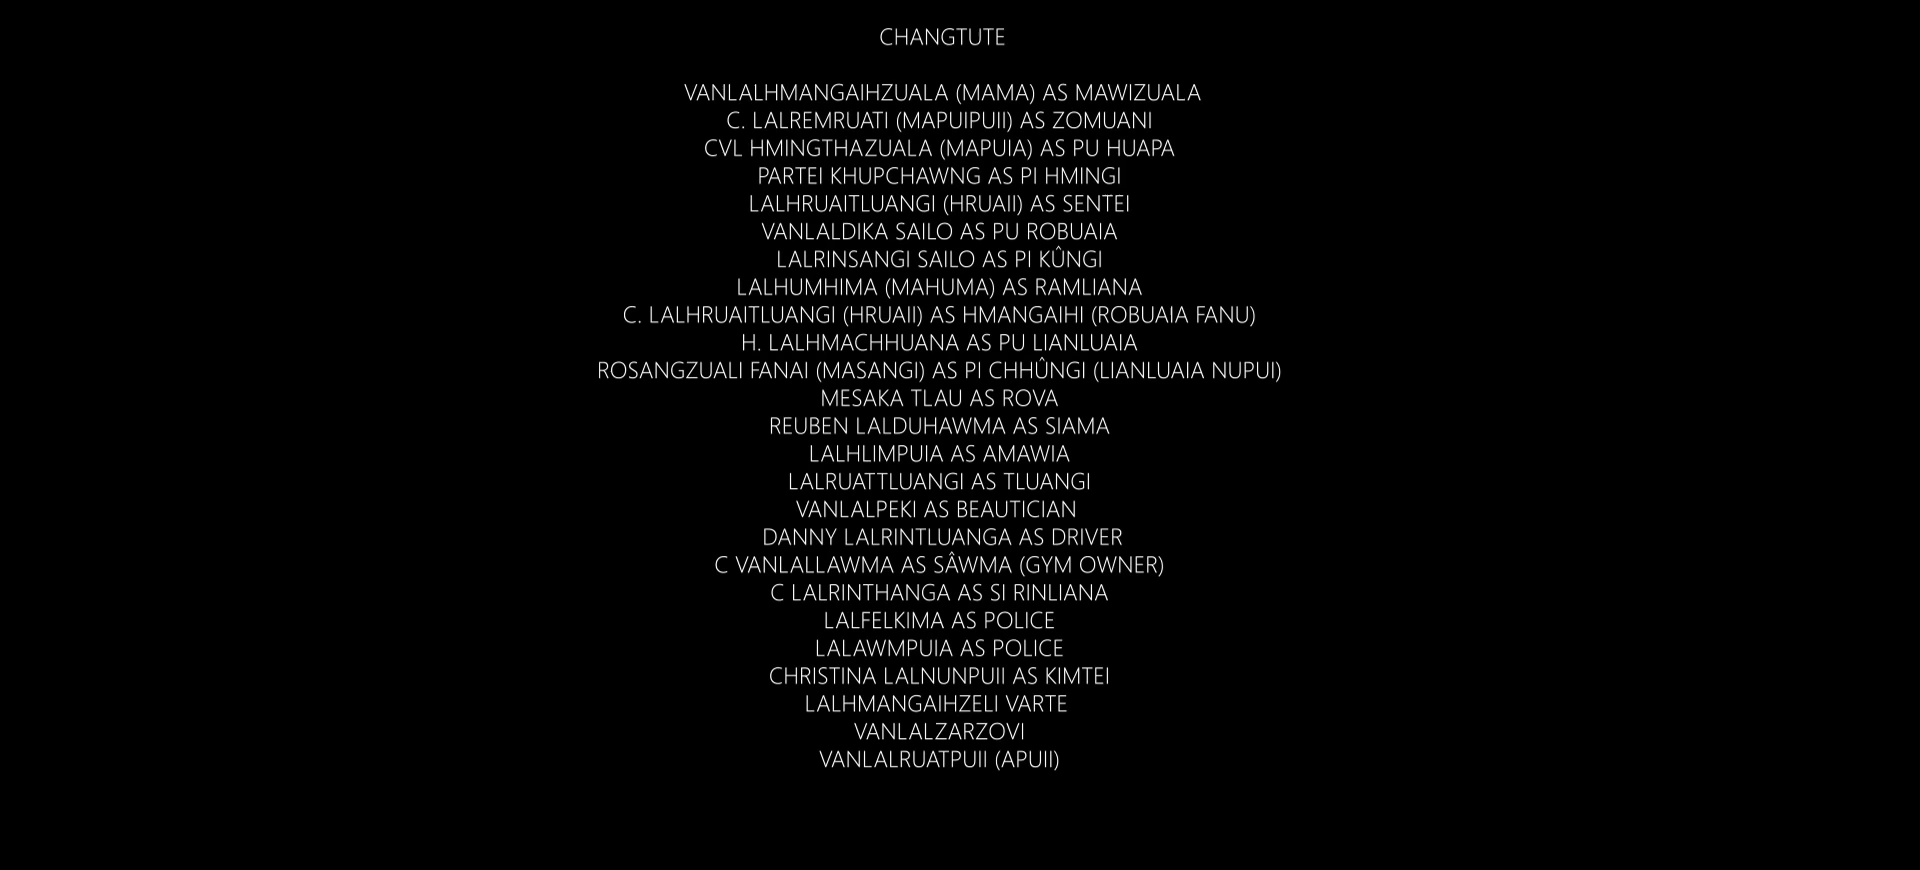 CHANGTUTE
VANLALHMANGAIHZUALA (MAMA) AS MAWIZUALA
C. LALREMRUATI (MAPUIPUII) AS ZOMUANI
CVL HMINGTHAZUALA (MAPUIA) AS PU HUAPA
PARTEI KHUPCHAWNG AS PI HMINGI
LALHRUAITLUANGI (HRUAII) AS SENTEI
VANLALDIKA SAILO AS PU ROBUAIA
LALRINSANGI SAILO AS PI KÛNGI
LALHUMHIMA (MAHUMA) AS RAMLIANA
C. LALHRUAITLUANGI (HRUAII) AS HMANGAIHI (ROBUAIA FANU)
H. LALHMACHHUANA AS PU LIANLUAIA
ROSANGZUALI FANAI (MASANGI) AS PI CHHÛNGI (LIANLUAIA NUPUI)
MESAKA TLAU AS ROVA
REUBEN LALDUHAWMA AS SIAMA
LALHLIMPUIA AS AMAWIA
LALRUATTLUANGI AS TLUANGI
VANLALPEKI AS BEAUTICIAN
DANNY LALRINTLUANGA AS DRIVER
C VANLALLAWMA AS SÂWMA (GYM OWNER)
C LALRINTHANGA AS SI RINLIANA
LALFELKIMA AS POLICE
LALAWMPUIA AS POLICE
CHRISTINA LALNUNPUII AS KIMTEI
LALHMANGAIHZELI VARTE
VANLALZARZOVI
VANLALRUATPUII (APUII)